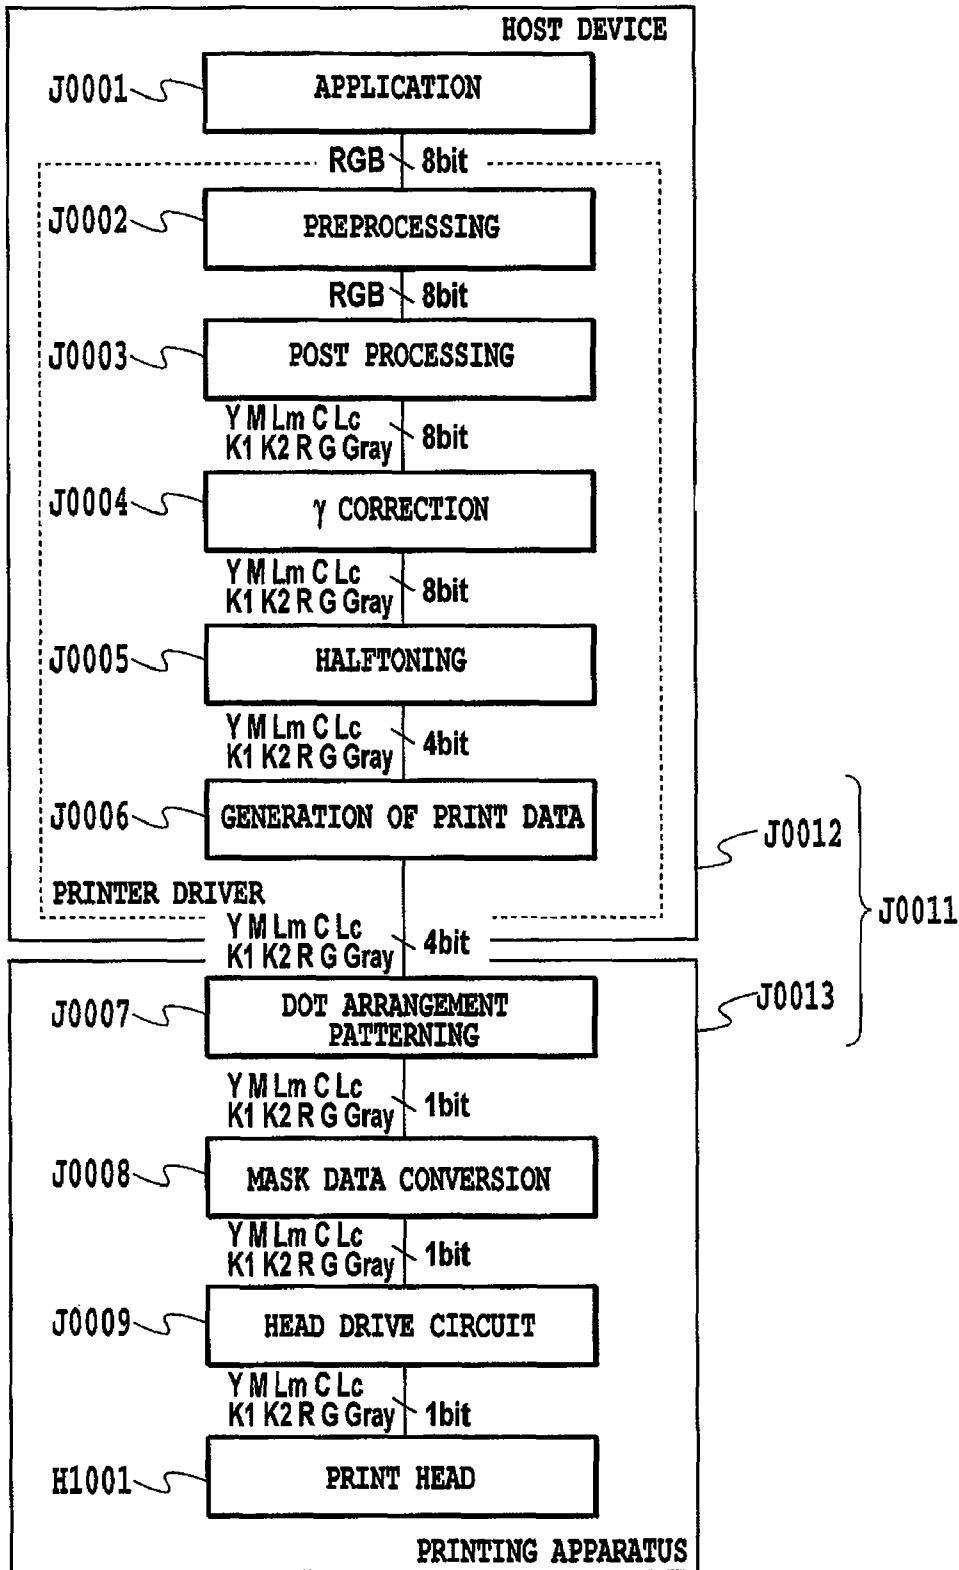 HOST DEVICE
J0001
APPLICATION
RGB 8bit
J0002
PREPROCESSING
RGB 8bit
J0003
POST PROCESSING
Y M Lm C Lc
K1 K2 R G Gray
8bit
J0004
γ CORRECTION
Y M Lm C Lc
K1 K2 R G Gray
8bit
J0005
HALFTONING
Y M Lm C Lc
K1 K2 R G Gray
4bit
J0006
GENERATION OF PRINT DATA
J0012
PRINTER DRIVER
J0011
Y M Lm C Lc
K1 K2 R G Gray
4bit
J0013
J0007
DOT ARRANGEMENT
PATTERNING
Y M Lm C Lc
K1 K2 R G Gray
1bit
J0008
MASK DATA CONVERSION
Y M Lm C Lc
K1 K2 R G Gray
1bit
J0009
HEAD DRIVE CIRCUIT
Y M Lm C Lc
K1 K2 R G Gray
1bit
H1001
PRINT HEAD
PRINTING APPARATUS